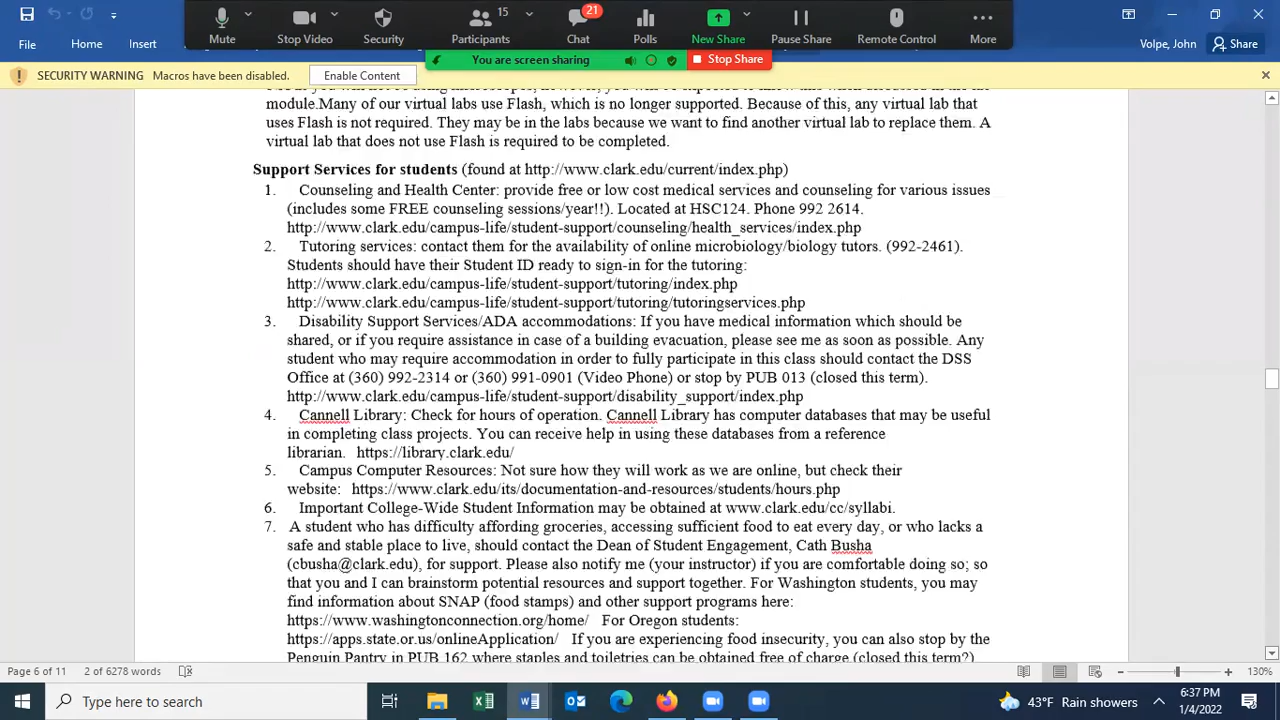 15
21
Mute
Stop Video
Security
Participants
Chat
Polls
New Share
Pause Share
Remote Control
More
File
Home
Insert
You are screen sharing
Stop Share
Volpe, John
Share
SECURITY WARNING Macros have been disabled.
Enable Content
module.Many of our virtual labs use Flash, which is no longer supported. Because of this, any virtual lab that
uses Flash is not required. They may be in the labs because we want to find another virtual lab to replace them. A
virtual lab that does not use Flash is required to be completed.
Support Services for students (found at http://www.clark.edu/current/index.php)
1. Counseling and Health Center: provide free or low cost medical services and counseling for various issues
(includes some FREE counseling sessions/year!!). Located at HSC124. Phone 992 2614.
http://www.clark.edu/campus-life/student-support/counseling/health_services/index.php
2. Tutoring services: contact them for the availability of online microbiology/biology tutors. (992-2461).
Students should have their Student ID ready to sign-in for the tutoring:
http://www.clark.edu/campus-life/student-support/tutoring/index.php
http://www.clark.edu/campus-life/student-support/tutoring/tutoringservices.php
3. Disability Support Services/ADA accommodations: If you have medical information which should be
shared, or if you require assistance in case of a building evacuation, please see me as soon as possible. Any
student who may require accommodation in order to fully participate in this class should contact the DSS
Office at (360) 992-2314 or (360) 991-0901 (Video Phone) or stop by PUB 013 (closed this term).
http://www.clark.edu/campus-life/student-support/disability_support/index.php
4. Cannell Library: Check for hours of operation. Cannell Library has computer databases that may be useful
in completing class projects. You can receive help in using these databases from a reference
librarian. https://library.clark.edu/
5. Campus Computer Resources: Not sure how they will work as we are online, but check their
website: https://www.clark.edu/its/documentation-and-resources/students/hours.php
6. Important College-Wide Student Information may be obtained at www.clark.edu/cc/syllabi.
7. A student who has difficulty affording groceries, accessing sufficient food to eat every day, or who lacks a
safe and stable place to live, should contact the Dean of Student Engagement, Cath Busha
(cbusha@clark.edu), for support. Please also notify me (your instructor) if you are comfortable doing so; so
that you and I can brainstorm potential resources and support together. For Washington students, you may
find information about SNAP (food stamps) and other support programs here:
https://www.washingtonconnection.org/home/ For Oregon students:
https://apps.state.or.us/onlineApplication/ If you are experiencing food insecurity, you can also stop by the
Penguin Pantry in PUB 162 where staples and toiletries can be obtained free of charge (closed this term?)
Page 6 of 11
2 of 6278 words
130%
Type here to search
43°F Rain showers
6:37 PM
1/4/2022